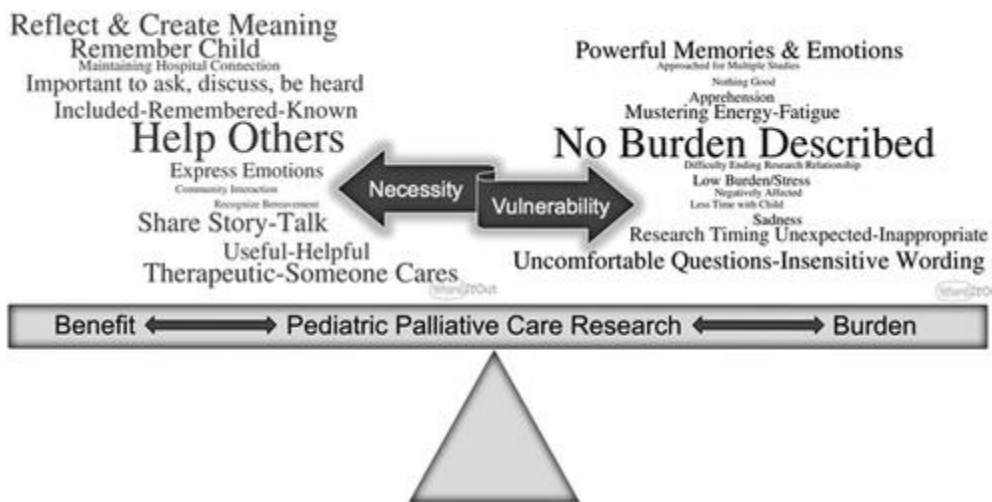 Reflect & Create Meaning
Remember Child
Maintaining Hospital Connection
Important to ask, discuss, be heard
Included-Remembered-Known
Help Others
Express Emotions
Community Interaction
Recognize Bereavement
Share Story-Talk
Useful-Helpful
Therapeutic-Someone Cares
Necessity
Vulnerability
Powerful Memories & Emotions
Approached for Multiple Studies
Nothing Good
Apprehension
Mustering Energy-Fatigue
No Burden Described
Difficulty Ending Research Relationship
Low Burden/Stress
Negatively Affected
Less Time with Child
Sadness
Research Timing Unexpected-Inappropriate
Uncomfortable Questions-Insensitive Wording
Benefit
Pediatric Palliative Care Research
Burden